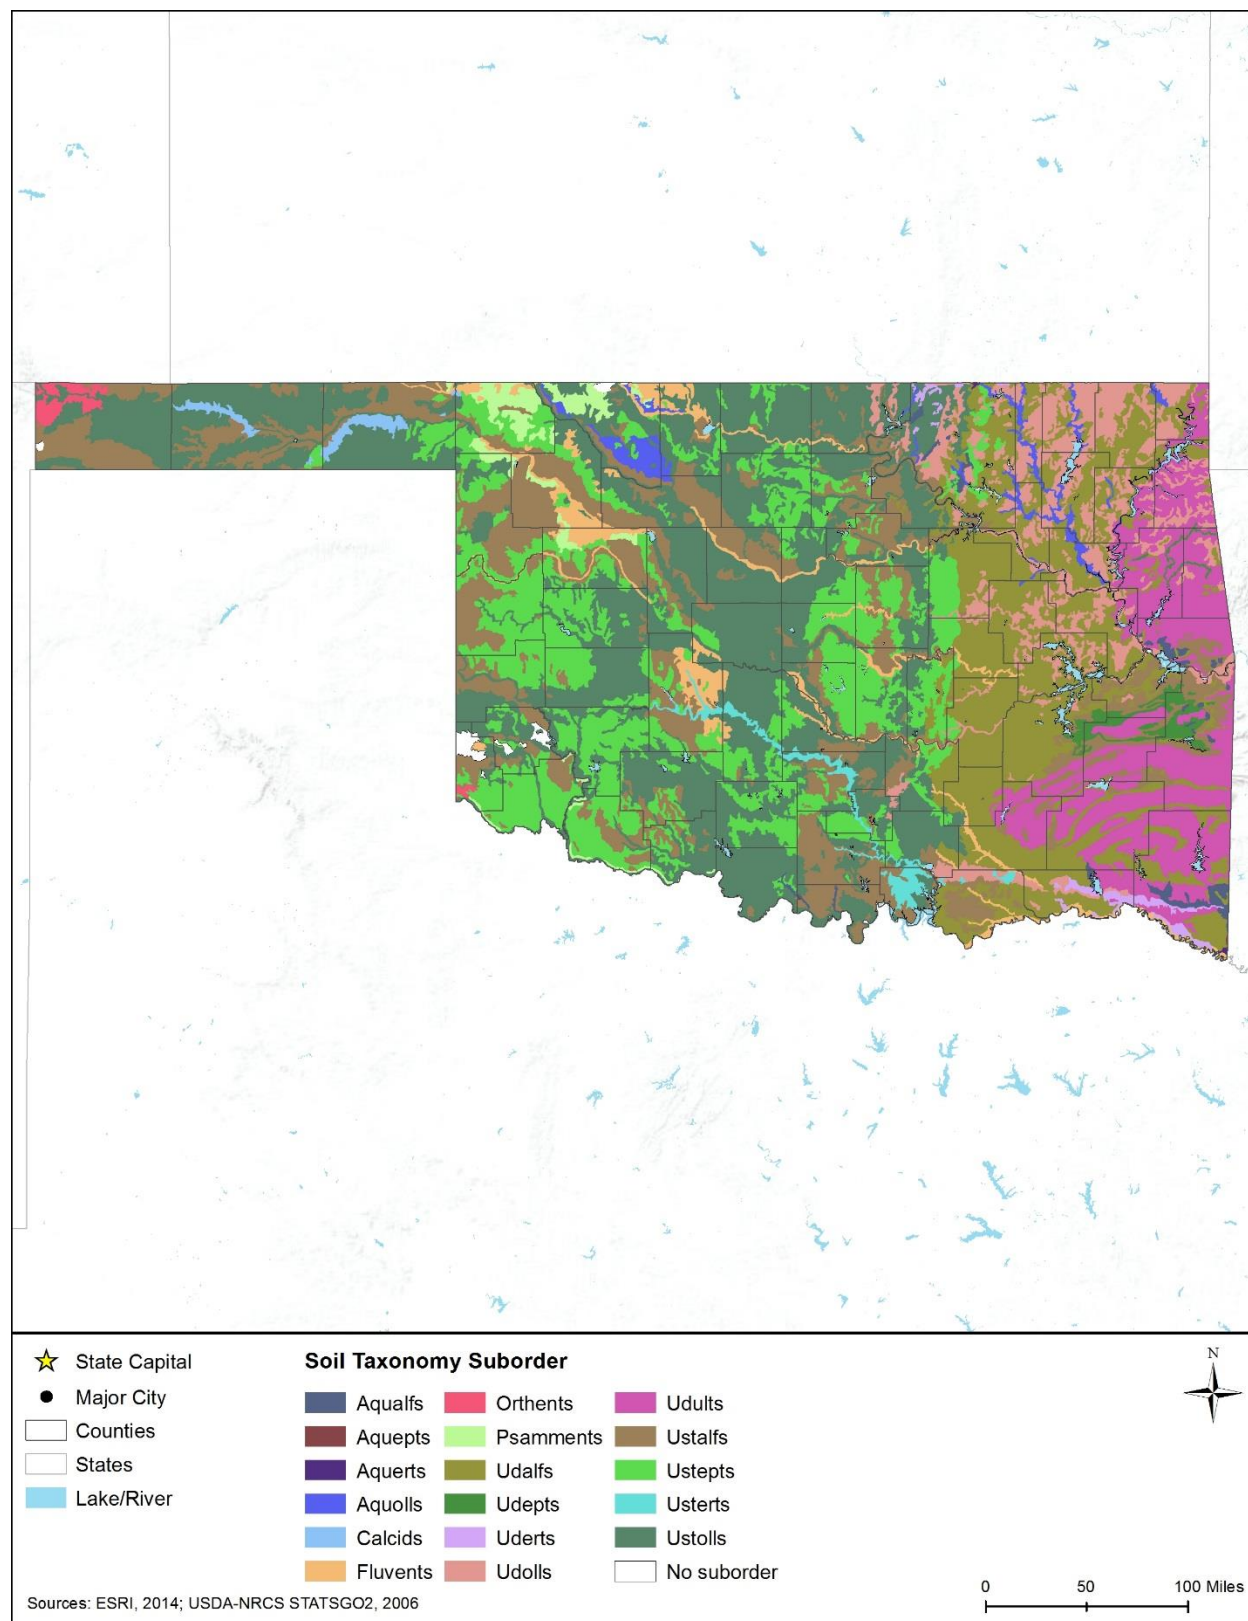 State Capital
Major City
Counties
States
Lake/River
Soil Taxonomy Suborder
Aqualfs
Aquepts
Aquerts
Aquolls
Calcids
Fluvents
Orthents
Psamments
Udalfs
Udepts
Uderts
Udolls
Udults
Ustalfs
Ustepts
Usterts
Ustolls
No suborder
N
0 50 100 Miles
Sources: ESRI, 2014; USDA-NRCS STATSGO2, 2006